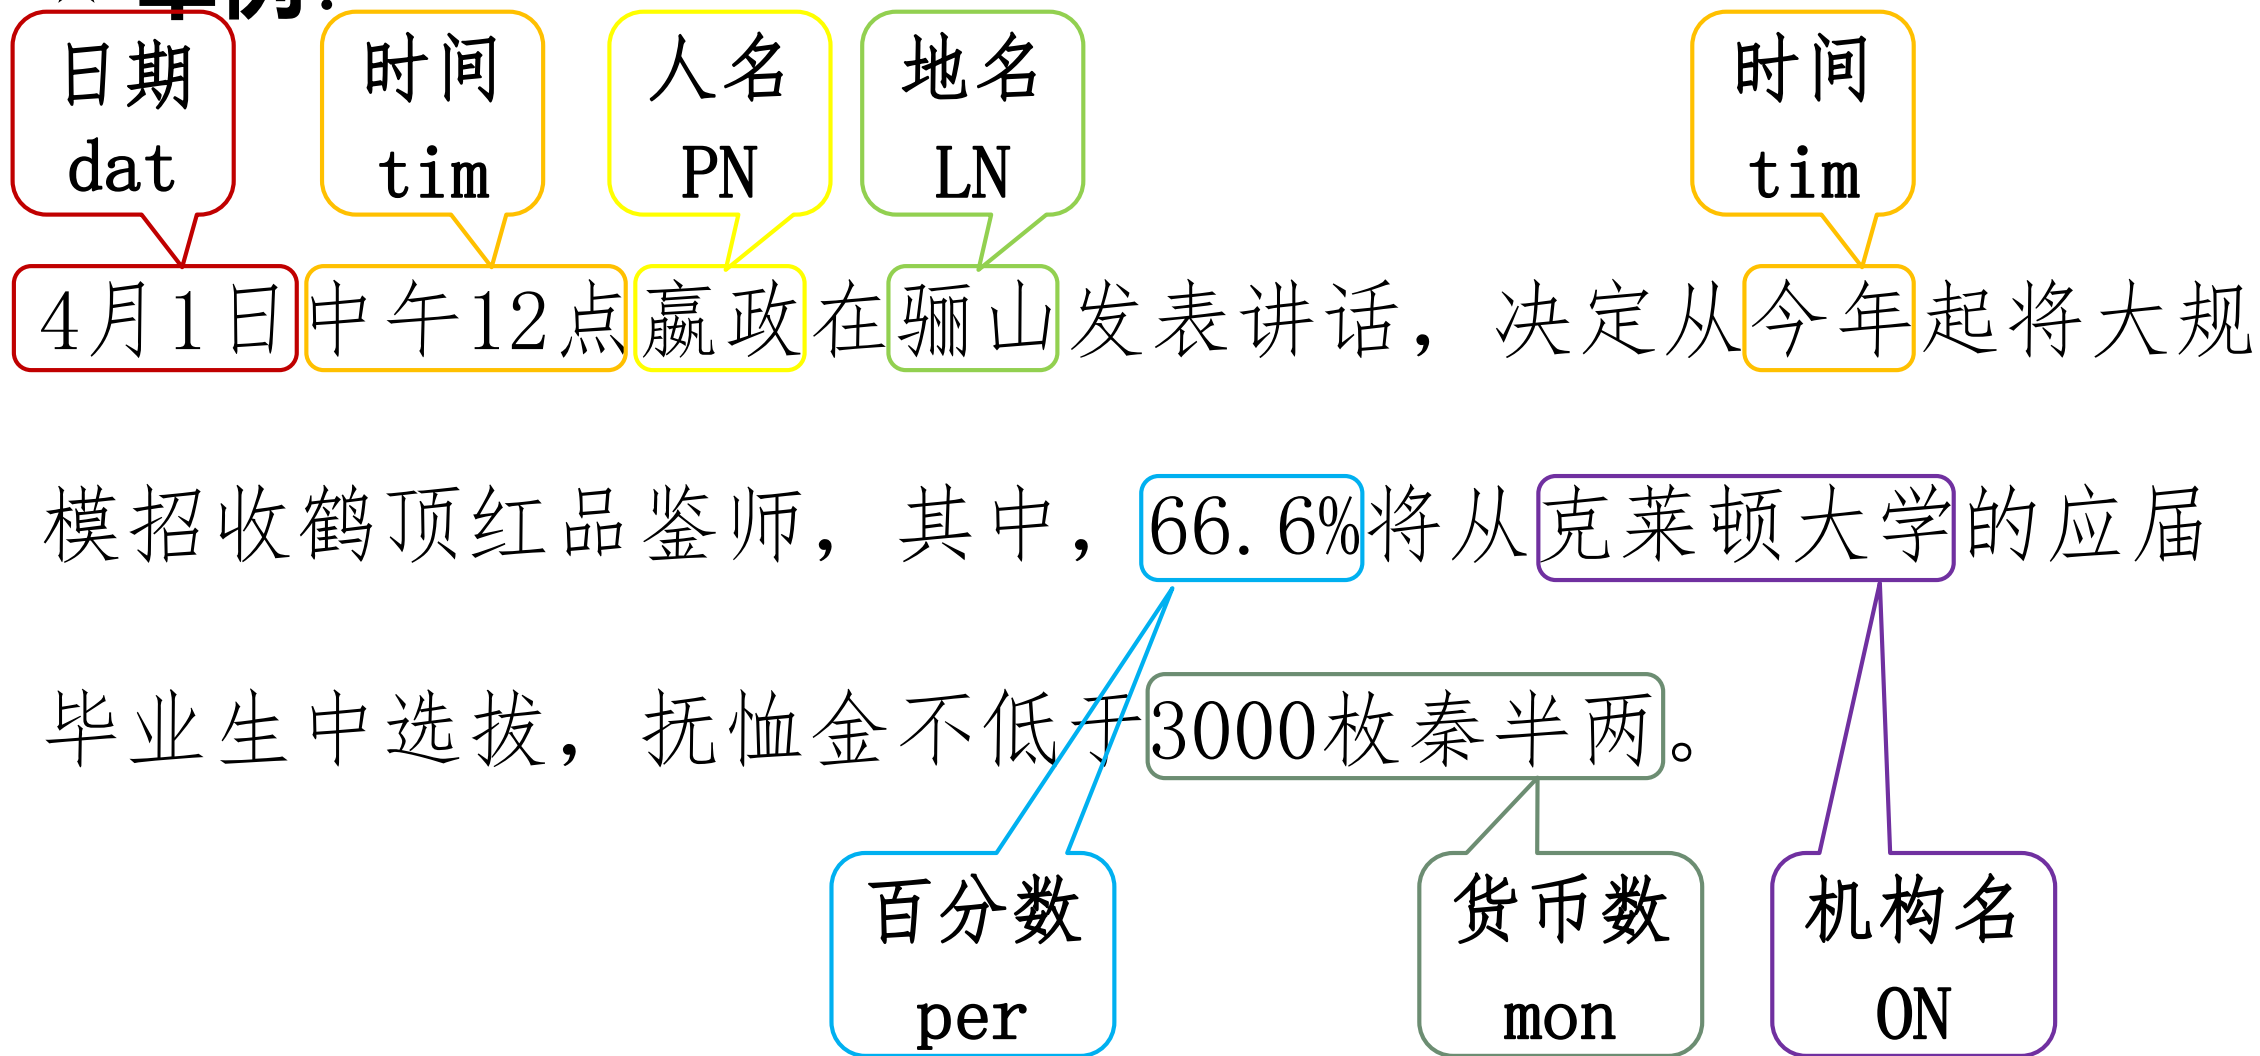 举例:
日期 时间 人名 地名 时间
dat tim PN LN tim
4月1日中午12点嬴政在骊山发表讲话，决定从今年起将大规
模招收鹤顶红品鉴师，其中，66.6%将从克莱顿大学的应届
毕业生中选拔，抚恤金不低于3000枚秦半两。
百分数 货币数 机构名
per mon ON